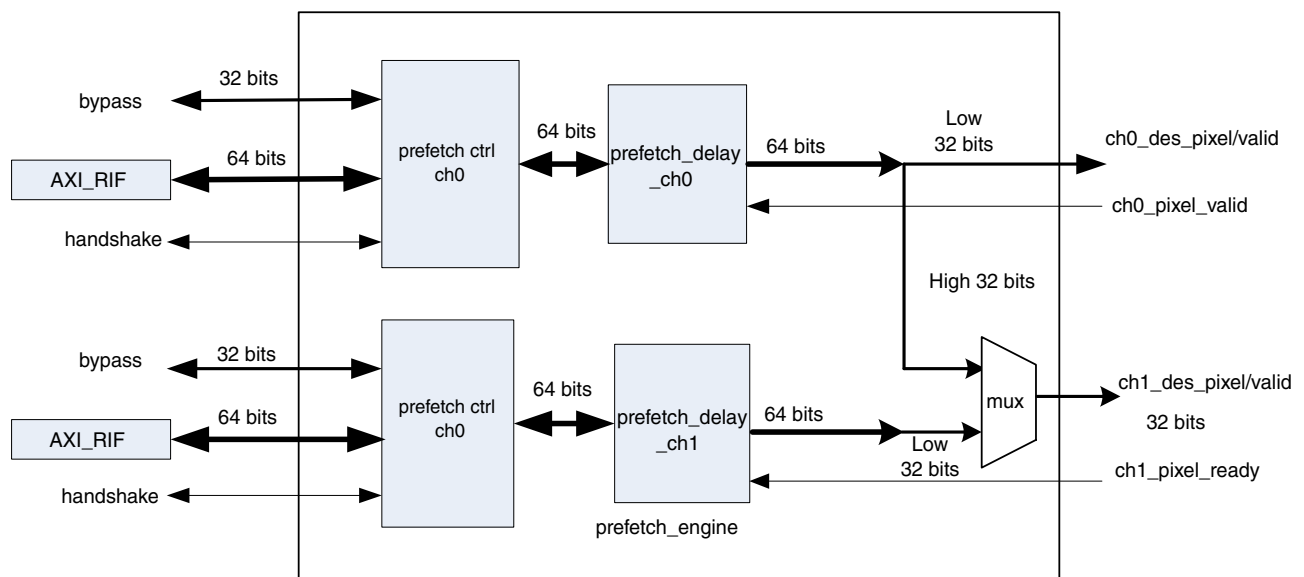 bypass
32 bits
AXI_RIF
64 bits
handshake
prefetch ctrl
ch0
64 bits
prefetch_delay
_ch0
64 bits
Low
32 bits
ch0_des_pixel/valid
ch0_pixel_valid
High 32 bits
bypass
32 bits
AXI_RIF
64 bits
handshake
prefetch ctrl
ch0
64 bits
prefetch_delay
_ch1
64 bits
Low
32 bits
mux
ch1_des_pixel/valid
32 bits
ch1_pixel_ready
prefetch_engine